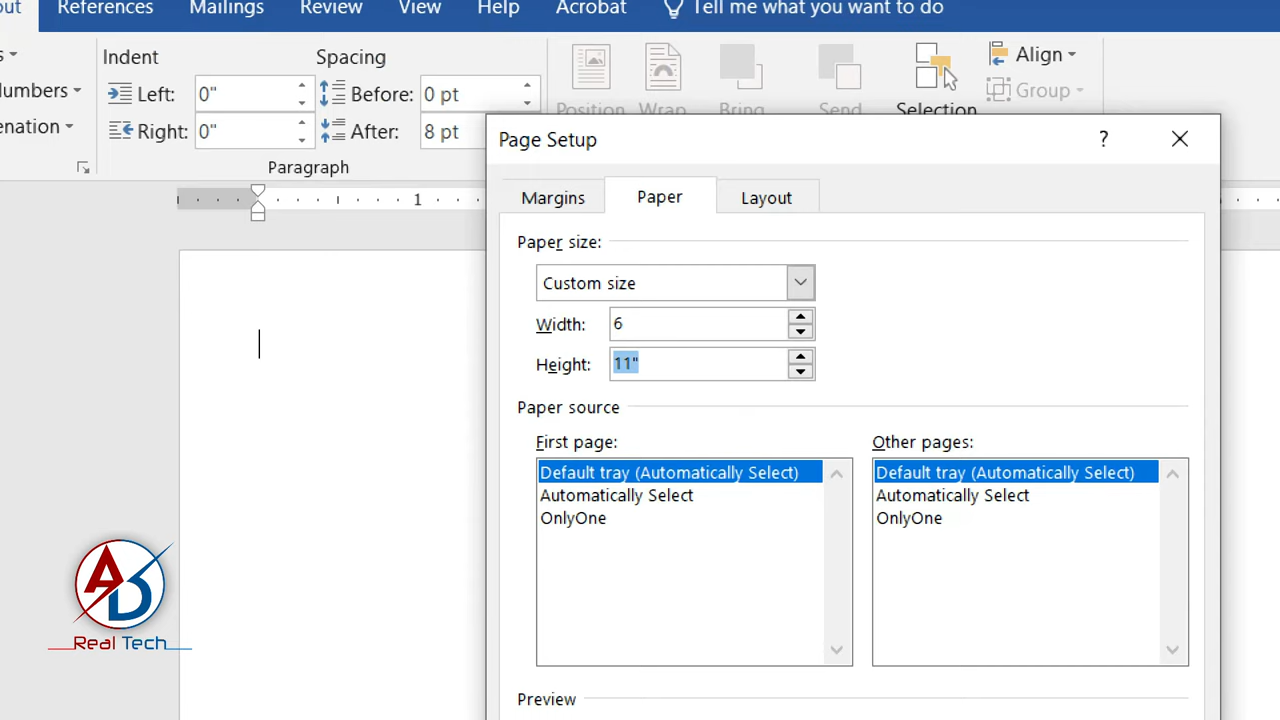 References Mailings Review View Help Acrobat Tell me what you want to do
Indent Spacing
Left: 0" Before: 0 pt
Right: 0" After: 8 pt
Position Wrap Bring Send Selection Align
Group
Paragraph
Page Setup ?
Margins Paper Layout
1
Paper size:
Custom size
Width: 6
Height: 11"
Paper source
First page: Other pages:
Default tray (Automatically Select) Default tray (Automatically Select)
Automatically Select Automatically Select
OnlyOne OnlyOne
Preview
AD
Real Tech